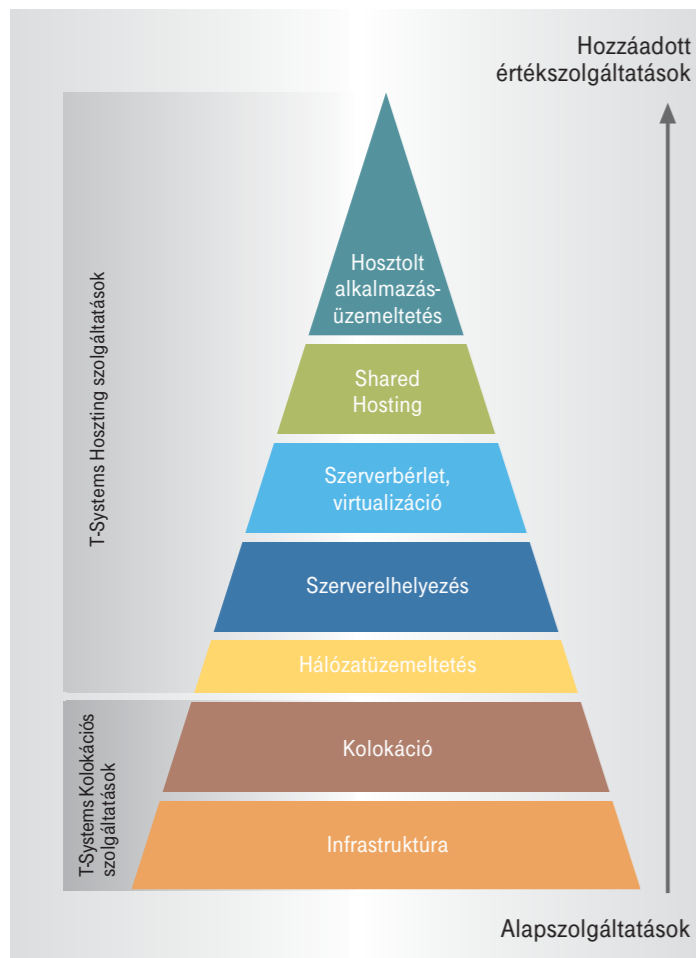 Hozzáadott
értékszolgáltatások
T-Systems Hoszting szolgáltatások
Hosztolt
alkalmazás-
üzemeltetés
Shared
Hosting
Szerverbérlet,
virtualizáció
Szerverelhelyezés
Hálózatüzemeltetés
T-Systems Kolokációs
szolgáltatások
Kolokáció
Infrastruktúra
Alapszolgáltatások